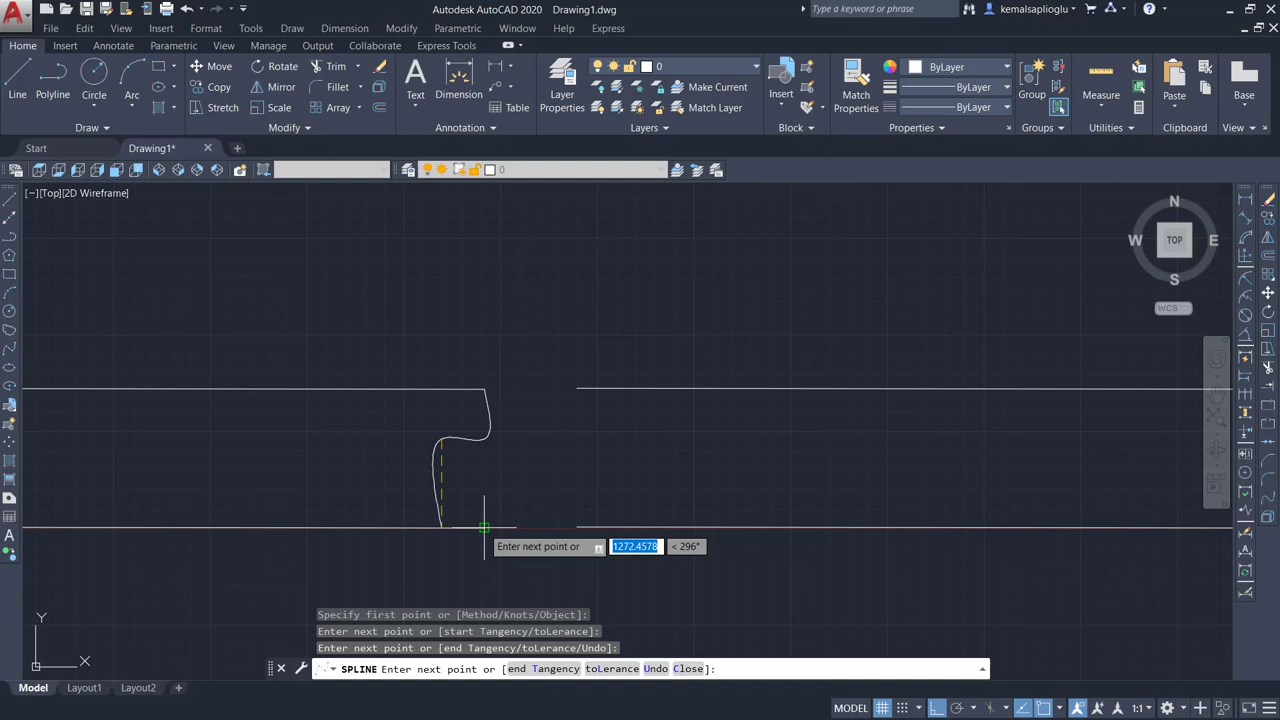 A Autodesk AutoCAD 2020 Drawing1.dwg Type a keyword or phrase kemalsaplioglu
File Edit View Insert Format Tools Draw Dimension Modify Parametric Window Help Express
Home Insert Annotate Parametric View Manage Output Collaborate Express Tools
Line Polyline Circle Arc
Move Rotate Trim
Copy Mirror Fillet
Stretch Scale Array
Text Dimension Table
Layer Properties
0
Make Current
Match Layer
Insert
Match Properties
ByLayer
ByLayer
ByLayer
Group Measure Paste Base
Draw Modify Annotation Layers Block Properties Groups Utilities Clipboard View
Start Drawing1*
0
[−][Top][2D Wireframe]
N
W TOP E
S
WCS
Enter next point or 1272.4578 < 296°
Y
X
Specify first point or [Method/Knots/Object]:
Enter next point or [start Tangency/toLerance]:
Enter next point or [end Tangency/toLerance/Undo]:
SPLINE Enter next point or [end Tangency toLerance Undo Close]:
Model Layout1 Layout2 +
MODEL 1:1